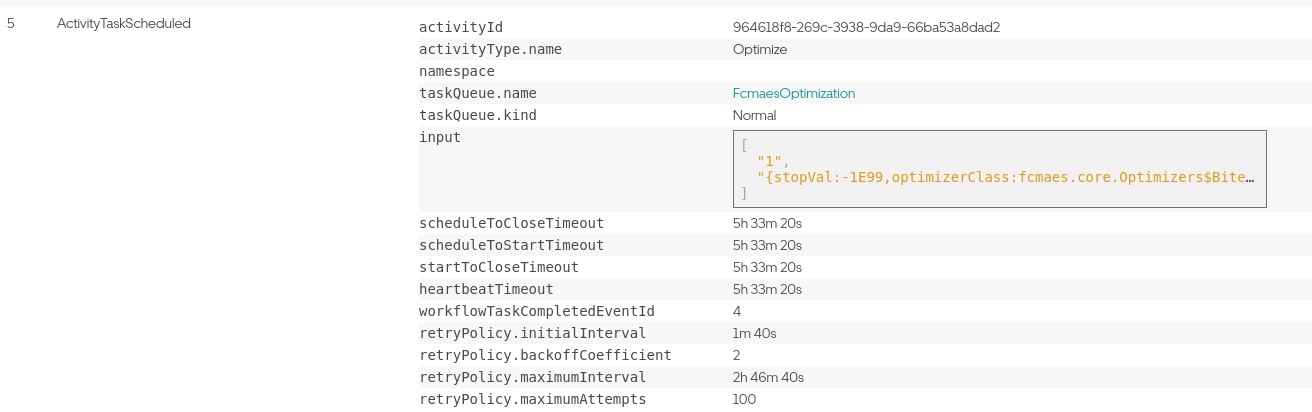 5 ActivityTaskScheduled activityId 964618f8-269c-3938-9da9-66ba53a8dad2
activityType.name Optimize
namespace
taskQueue.name FcmaesOptimization
taskQueue.kind Normal
input [
"1",
"{stopVal:-1E99,optimizerClass:fcmaes.core.Optimizers$Bite…
]
scheduleToCloseTimeout 5h 33m 20s
scheduleToStartTimeout 5h 33m 20s
startToCloseTimeout 5h 33m 20s
heartbeatTimeout 5h 33m 20s
workflowTaskCompletedEventId 4
retryPolicy.initialInterval 1m 40s
retryPolicy.backoffCoefficient 2
retryPolicy.maximumInterval 2h 46m 40s
retryPolicy.maximumAttempts 100